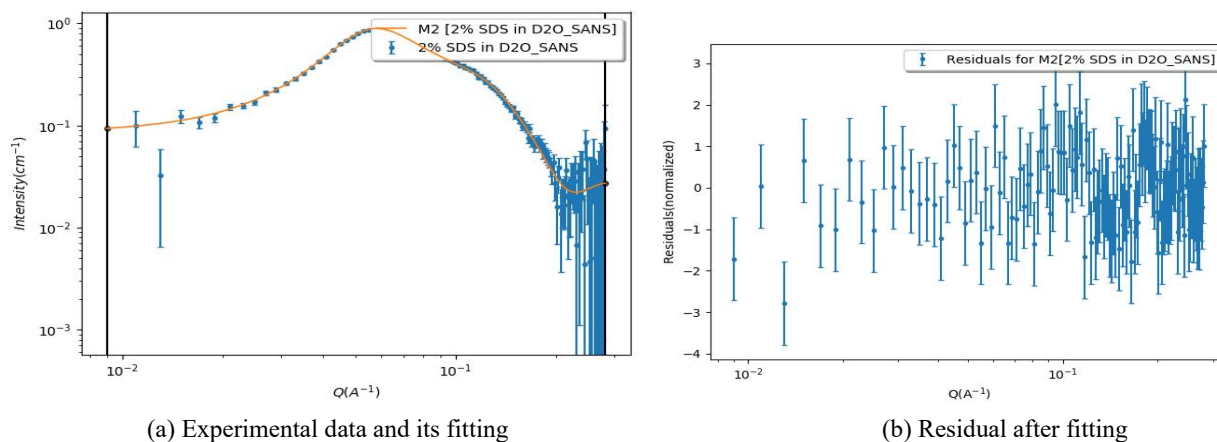 M2 [2% SDS in D2O_SANS]
2% SDS in D2O_SANS
10⁰
10⁻¹
10⁻²
10⁻³
Intensity(cm⁻¹)
10⁻² 10⁻¹
Q(A⁻¹)
Residuals for M2[2% SDS in D2O_SANS]
3
2
1
0
−1
−2
−3
−4
Residuals(normalized)
10⁻² 10⁻¹
Q(A⁻¹)
(a) Experimental data and its fitting
(b) Residual after fitting